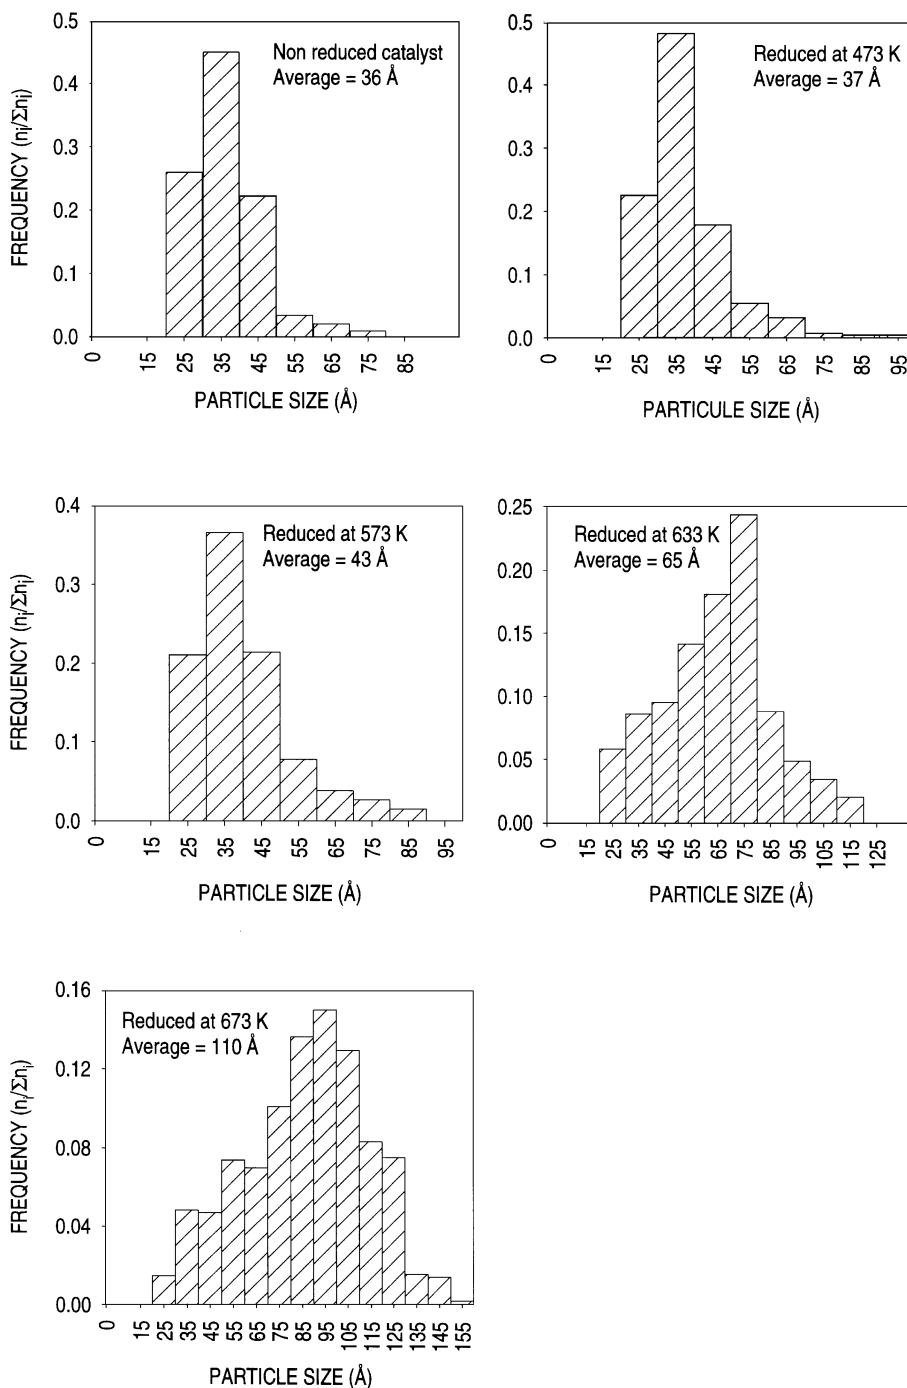 0.5
0.4
0.3
0.2
0.1
0.0
FREQUENCY (ni/Σni)
Non reduced catalyst
Average = 36 Å
0 15 25 35 45 55 65 75 85
PARTICLE SIZE (Å)
0.5
0.4
0.3
0.2
0.1
0.0
Reduced at 473 K
Average = 37 Å
0 15 25 35 45 55 65 75 85 95
PARTICULE SIZE (Å)
0.4
0.3
0.2
0.1
0.0
FREQUENCY (ni/Σni)
Reduced at 573 K
Average = 43 Å
0 15 25 35 45 55 65 75 85 95
PARTICLE SIZE (Å)
0.25
0.20
0.15
0.10
0.05
0.00
Reduced at 633 K
Average = 65 Å
0 15 25 35 45 55 65 75 85 95 105 115 125
PARTICLE SIZE (Å)
0.16
0.12
0.08
0.04
0.00
FREQUENCY (ni/Σni)
Reduced at 673 K
Average = 110 Å
0 15 25 35 45 55 65 75 85 95 105 115 125 135 145 155
PARTICLE SIZE (Å)